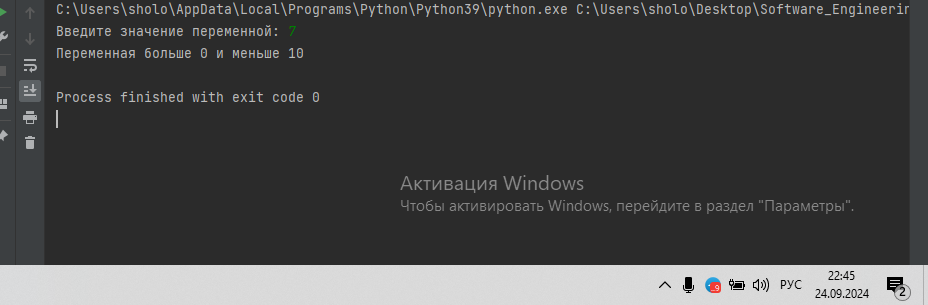 C:\Users\sholo\AppData\Local\Programs\Python\Python39\python.exe C:\Users\sholo\Desktop\Software_Engineerin
Введите значение переменной: 7
Переменная больше 0 и меньше 10
Process finished with exit code 0
Активация Windows
Чтобы активировать Windows, перейдите в раздел "Параметры".
9 РУС 22:45
24.09.2024 2